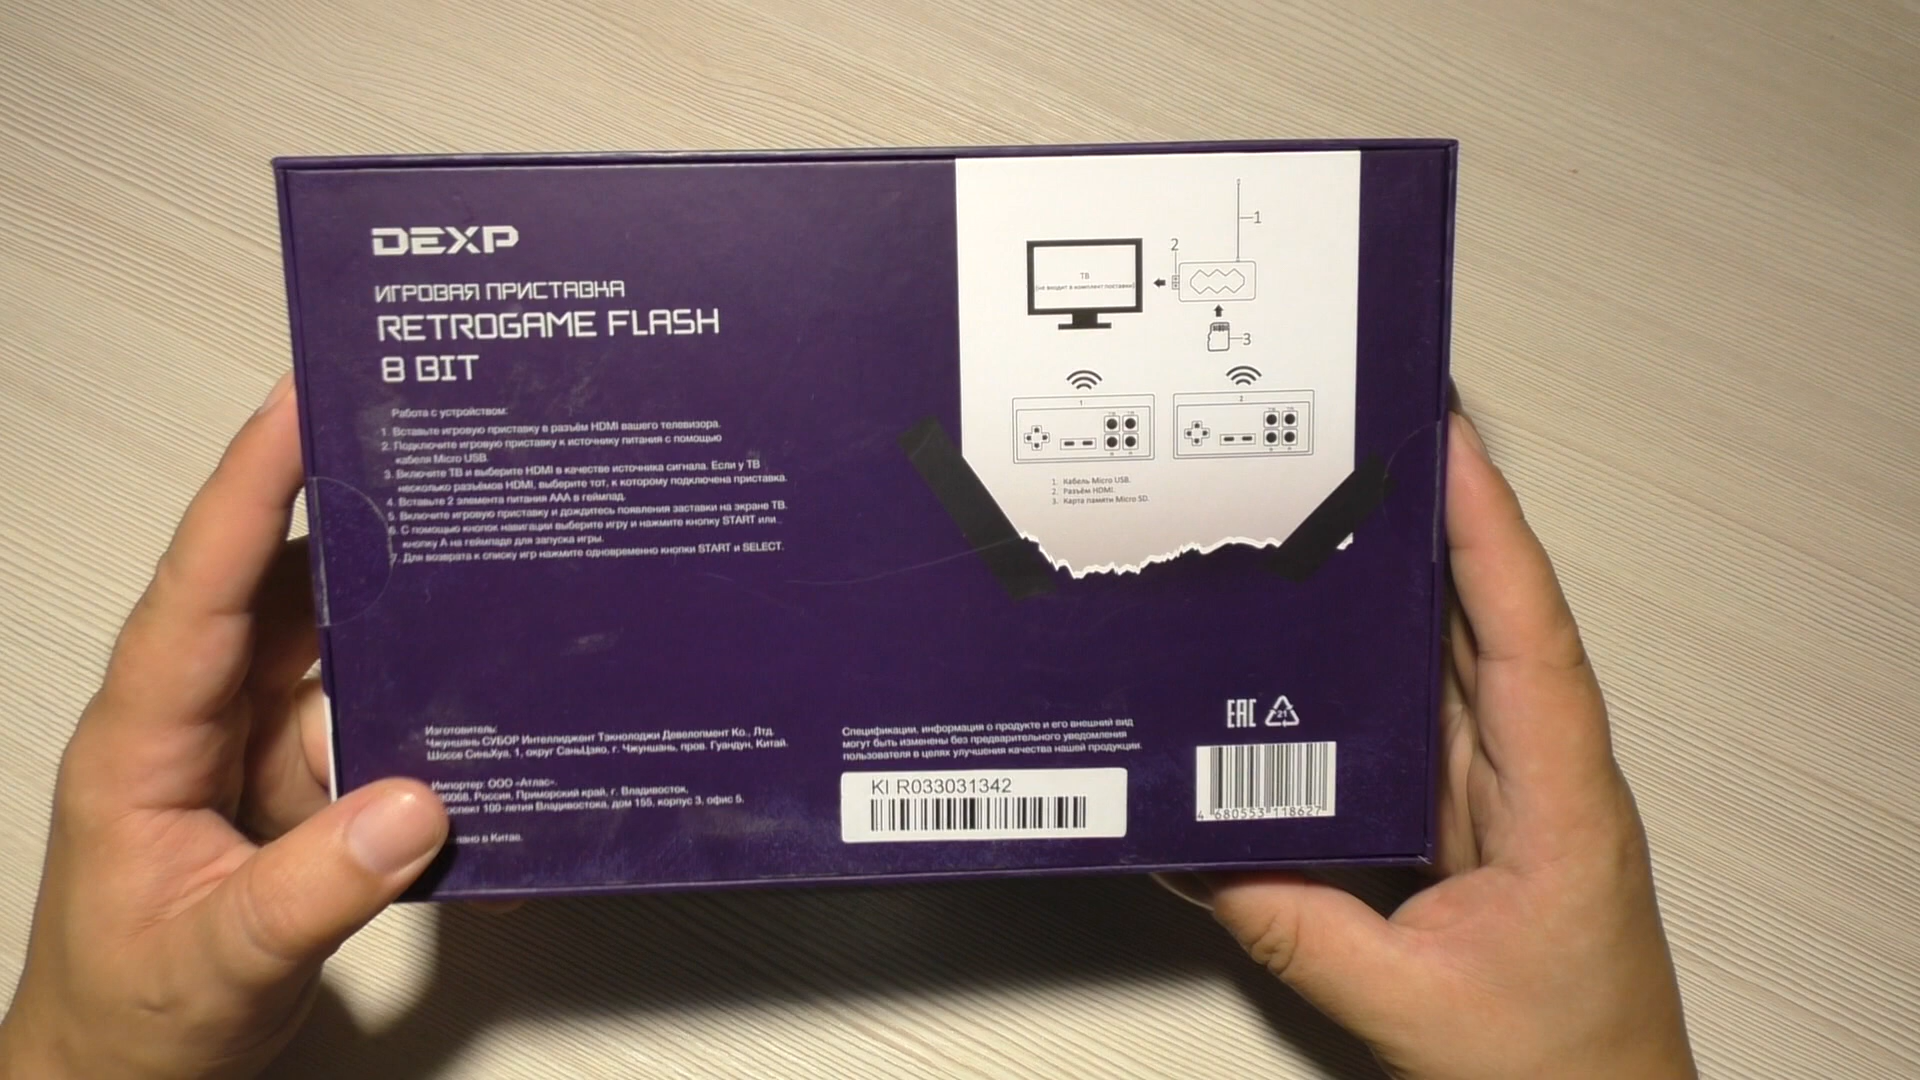 DEXP
ИГРОВАЯ ПРИСТАВКА
RETROGAME FLASH
8 BIT
Работа с устройством:
1. Вставьте игровую приставку в разъём HDMI вашего телевизора.
2. Подключите игровую приставку к источнику питания с помощью
кабеля Micro USB.
3. Включите ТВ и выберите HDMI в качестве источника сигнала. Если у ТВ
несколько разъёмов HDMI, выберите тот, к которому подключена приставка.
4. Вставьте 2 элемента питания ААА в геймпад.
5. Включите игровую приставку и дождитесь появления заставки на экране ТВ.
6. С помощью кнопок навигации выберите игру и нажмите кнопку START или
кнопку А на геймпаде для запуска игры.
7. Для возврата к списку игр нажмите одновременно кнопки START и SELECT.
1
2
ТВ
(не входит в комплект поставки)
3
1
2
1. Кабель Micro USB.
2. Разъём HDMI.
3. Карта памяти Micro SD.
Изготовитель:
Чжуншань СУБОР Интеллиджент Такнолоджи Девелопмент Ко., Лтд.
Шоссе СиньХуа, 1, округ СаньЦзяо, г. Чжуншань, пров. Гуандун, Китай.
Импортер: ООО «Атлас».
Россия, Приморский край, г. Владивосток,
100-летия Владивостока, дом 155, корпус 3, офис 5.
в Китае.
Спецификации, информация о продукте и его внешний вид
могут быть изменены без предварительного уведомления
пользователя в целях улучшения качества нашей продукции.
KI R033031342
EAC
21
4 680553 118627